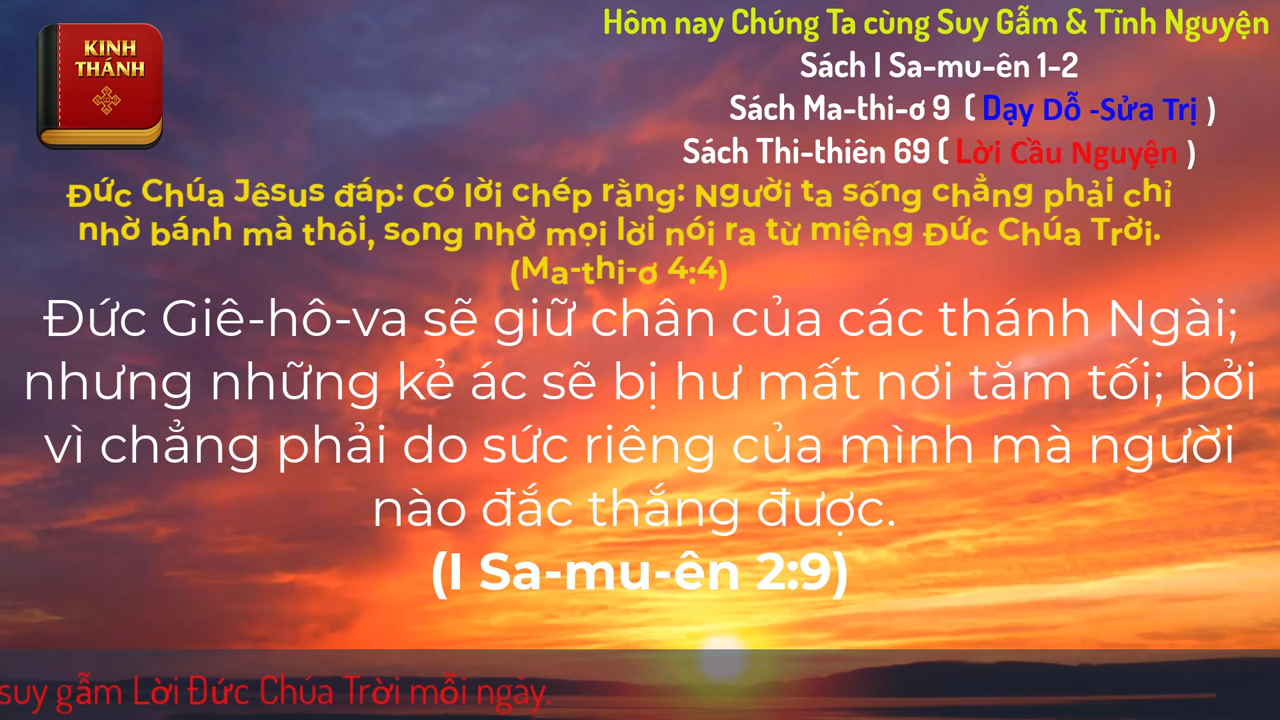 KINH
THÁNH
Hôm nay Chúng Ta cùng Suy Gẫm & Tĩnh Nguyện
Sách I Sa-mu-ên 1-2
Sách Ma-thi-ơ 9 ( Dạy Dỗ -Sửa Trị )
Sách Thi-thiên 69 ( Lời Cầu Nguyện )
Đức Chúa Jêsus đáp: Có lời chép rằng: Người ta sống chẳng phải chỉ
nhờ bánh mà thôi, song nhờ mọi lời nói ra từ miệng Đức Chúa Trời.
(Ma-thi-ơ 4:4)
Đức Giê-hô-va sẽ giữ chân của các thánh Ngài;
nhưng những kẻ ác sẽ bị hư mất nơi tăm tối; bởi
vì chẳng phải do sức riêng của mình mà người
nào đắc thắng được.
(I Sa-mu-ên 2:9)
suy gẫm Lời Đức Chúa Trời mỗi ngày.